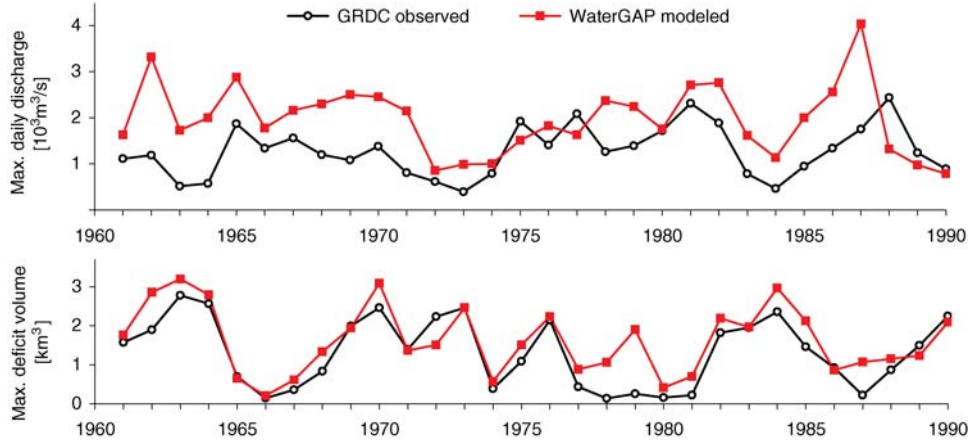 GRDC observed WaterGAP modeled
Max. daily discharge
[10³m³/s]
4
3
2
1
1960 1965 1970 1975 1980 1985 1990
Max. deficit volume
[km³]
3
2
1
0
1960 1965 1970 1975 1980 1985 1990